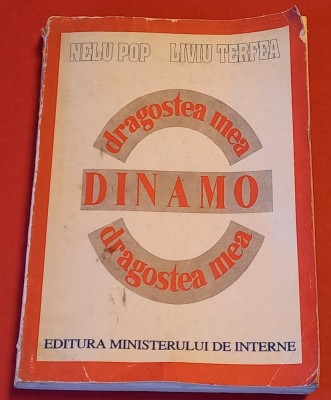 NELU POP LIVIU TERFEA
dragostea mea
DINAMO
dragostea mea
EDITURA MINISTERULUI DE INTERNE